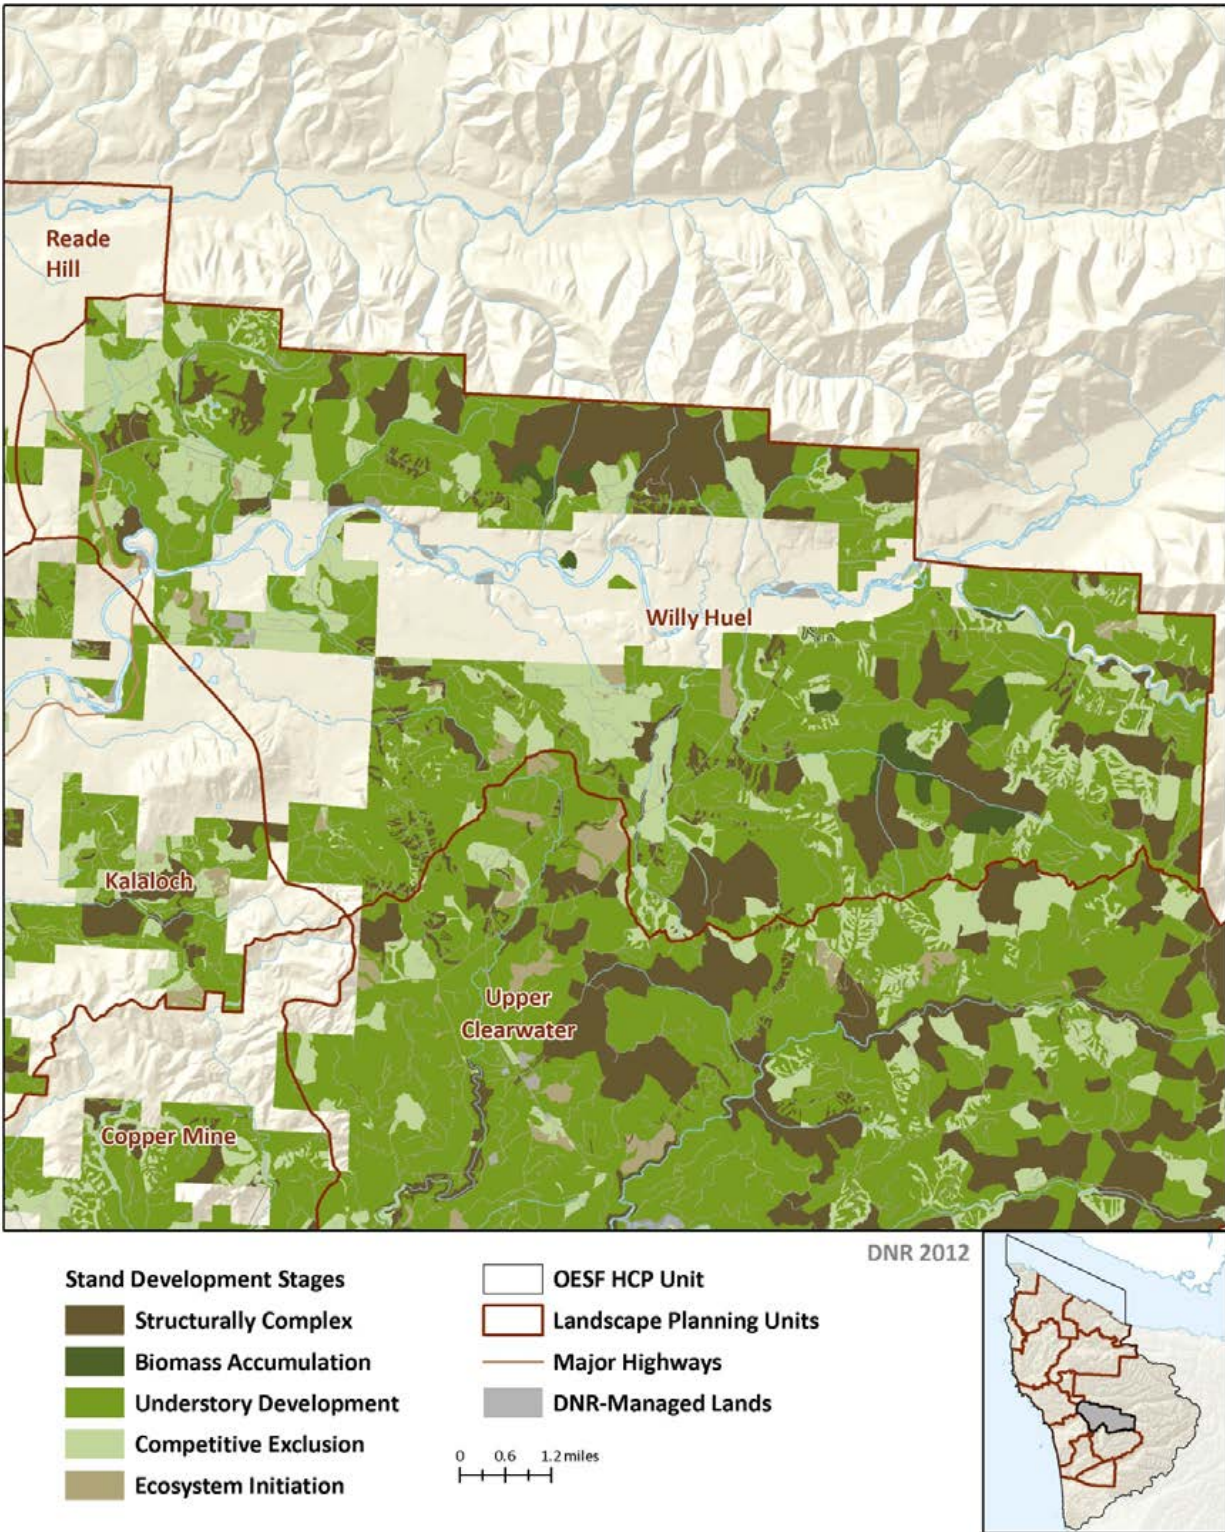 Reade
Hill
Willy Huel
Kalaloch
Upper
Clearwater
Copper Mine
DNR 2012
Stand Development Stages
Structurally Complex
Biomass Accumulation
Understory Development
Competitive Exclusion
Ecosystem Initiation
OESF HCP Unit
Landscape Planning Units
Major Highways
DNR-Managed Lands
0 0.6 1.2 miles